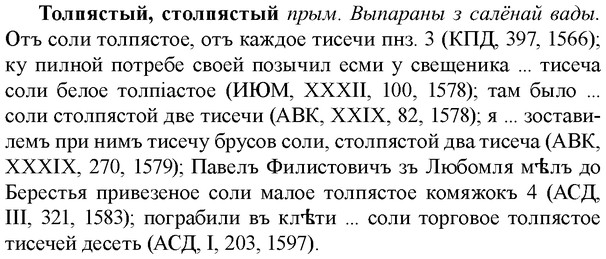 Толпястый, столпястый прым. Выпараны з салёнай вады.
Отъ соли толпястое, отъ каждое тисечи пнз. 3 (КПД, 397, 1566);
ку пилной потребе своей позычил есми у свещеника ... тисеча
соли белое толпіастое (ИЮМ, XXXII, 100, 1578); там было ...
соли столпястой две тисечи (АВК, XXIX, 82, 1578); я ... зостави-
лемъ при нимъ тисечу брусов соли, столпястой два тисеча (АВК,
XXXIX, 270, 1579); Павелъ Филистовичъ зъ Любомля мѣлъ до
Берестья привезеное соли малое толпястое комяжокъ 4 (АСД,
III, 321, 1583); пограбили въ клѣти ... соли торговое толпястое
тисечей десеть (АСД, I, 203, 1597).